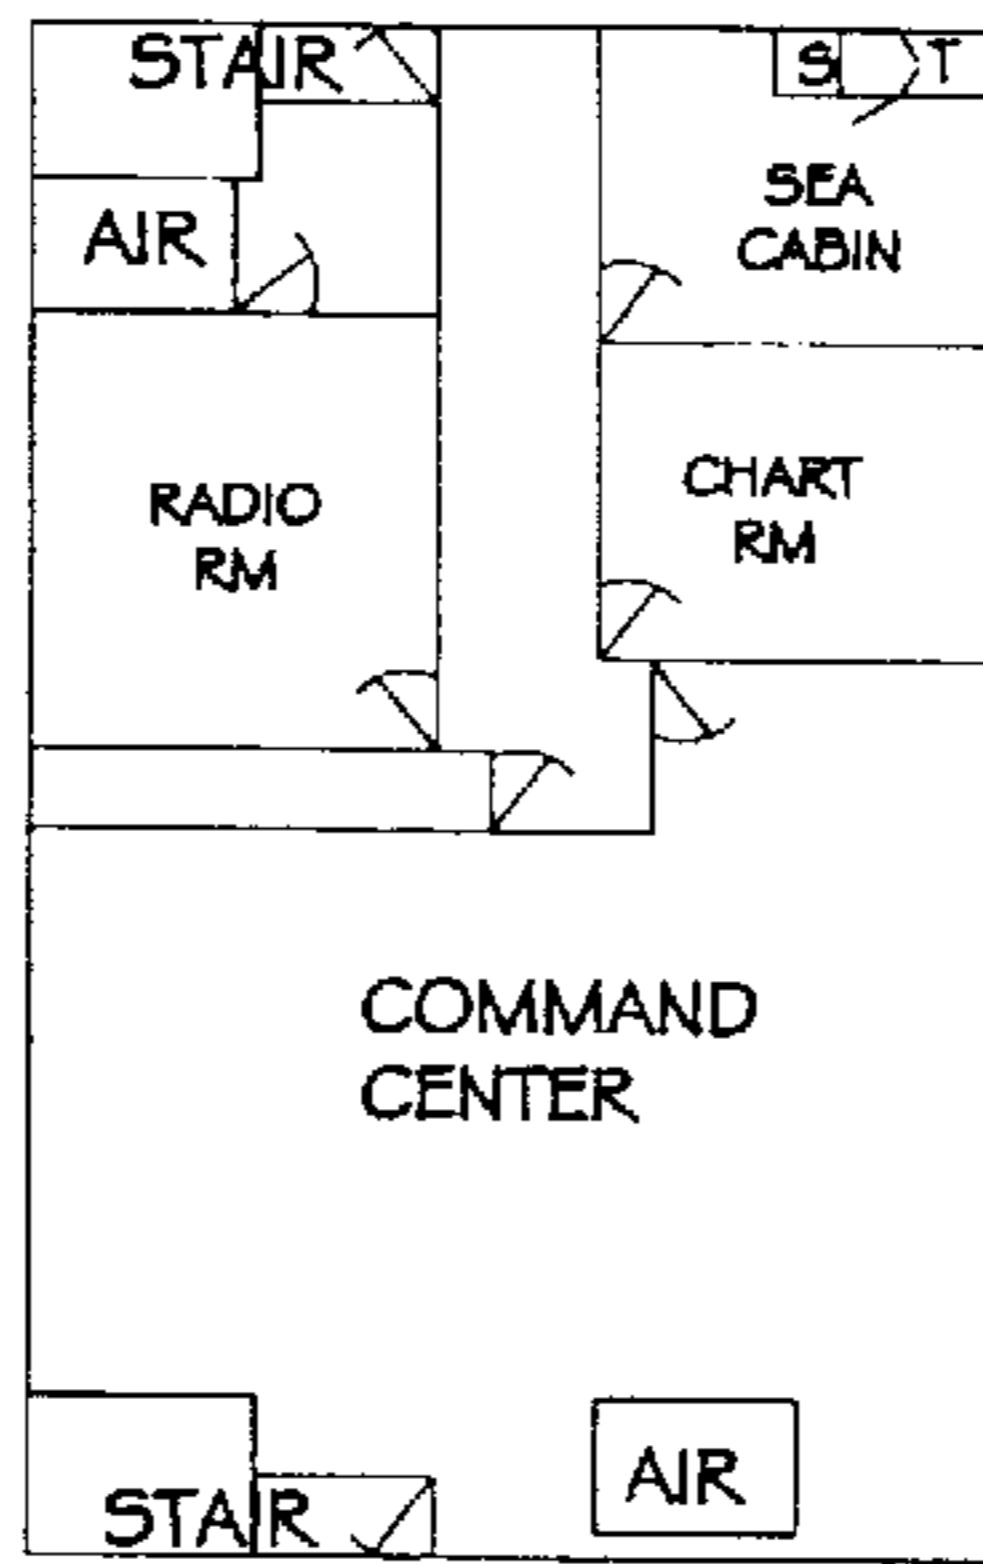 STAIR
S T
SEA
CABIN
AIR
RADIO
RM
CHART
RM
COMMAND
CENTER
STAIR
AIR